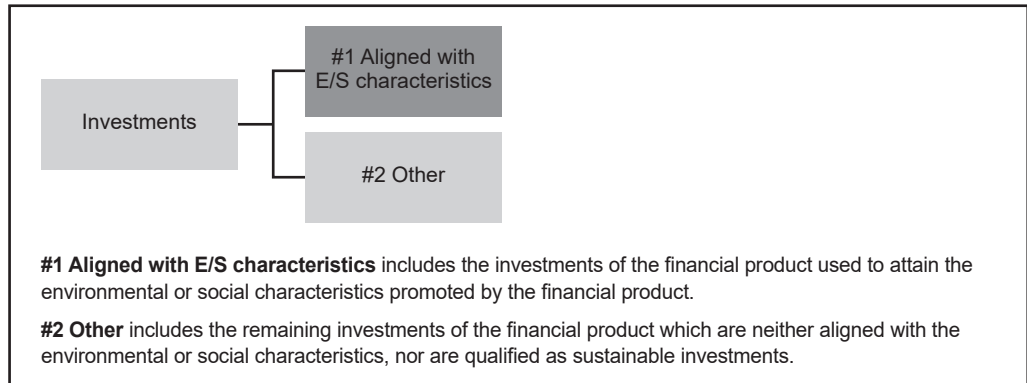 #1 Aligned with
E/S characteristics
Investments
#2 Other
#1 Aligned with E/S characteristics includes the investments of the financial product used to attain the
environmental or social characteristics promoted by the financial product.
#2 Other includes the remaining investments of the financial product which are neither aligned with the
environmental or social characteristics, nor are qualified as sustainable investments.